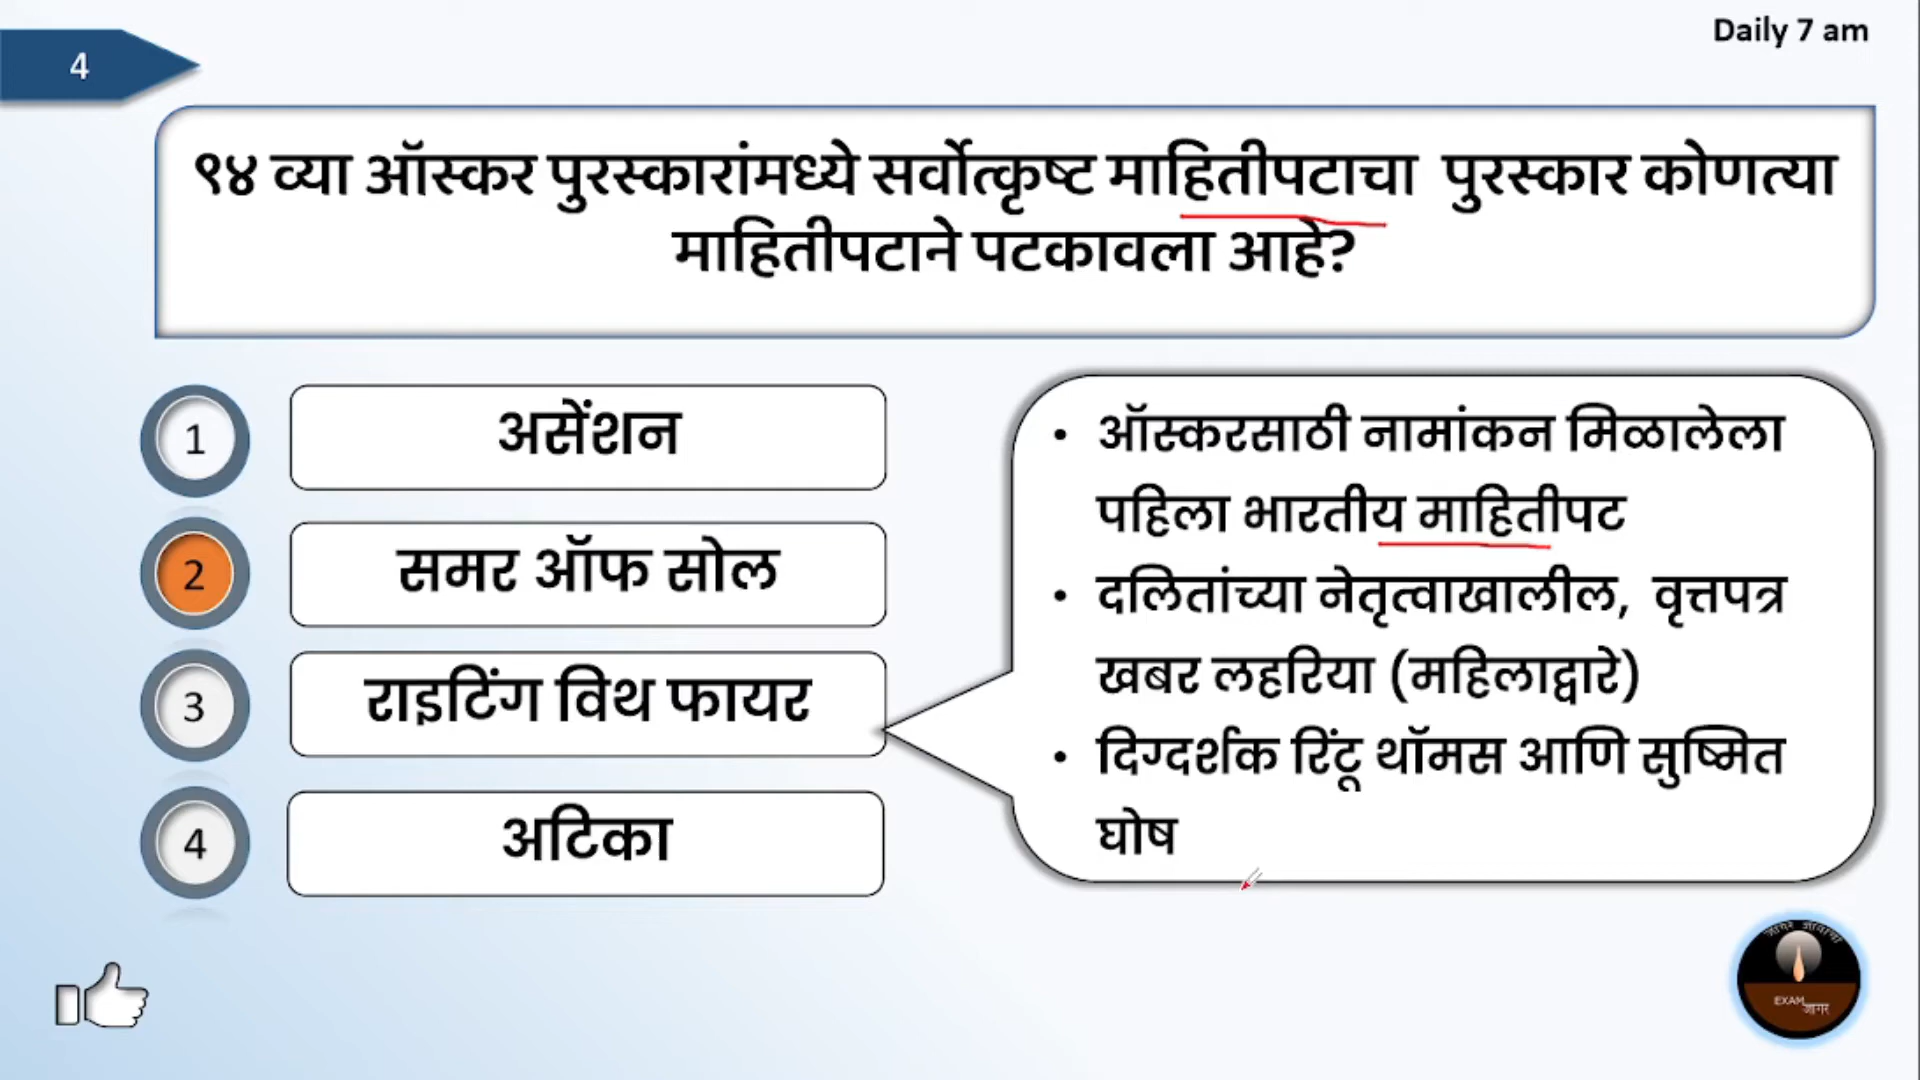 Daily 7 am
4
९४ व्या ऑस्कर पुरस्कारांमध्ये सर्वोत्कृष्ट माहितीपटाचा पुरस्कार कोणत्या
माहितीपटाने पटकावला आहे?
1
असेंशन
2
समर ऑफ सोल
3
राइटिंग विथ फायर
4
अटिका
• ऑस्करसाठी नामांकन मिळालेला
पहिला भारतीय माहितीपट
• दलितांच्या नेतृत्वाखालील, वृत्तपत्र
खबर लहरिया (महिलाद्वारे)
• दिग्दर्शक रिंटू थॉमस आणि सुष्मित
घोष
EXAM
जागर